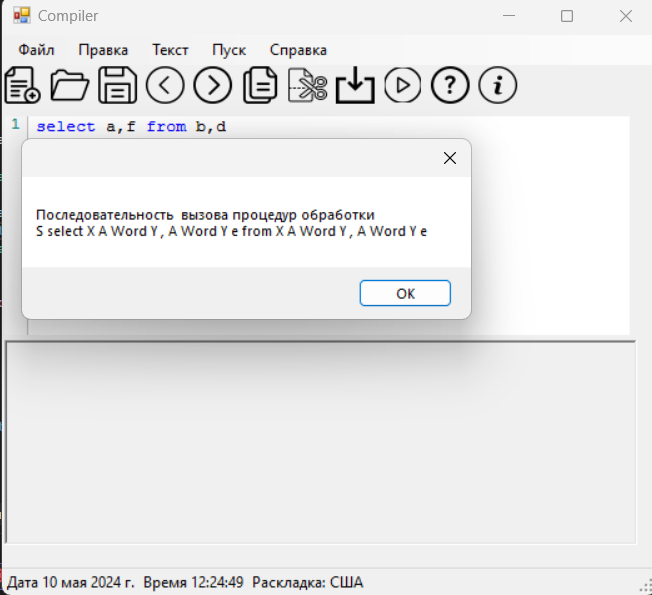 Compiler
Файл Правка Текст Пуск Справка
1 select a,f from b,d
Последовательность вызова процедур обработки
S select X A Word Y , A Word Y e from X A Word Y , A Word Y e
OK
Дата 10 мая 2024 г. Время 12:24:49 Раскладка: США